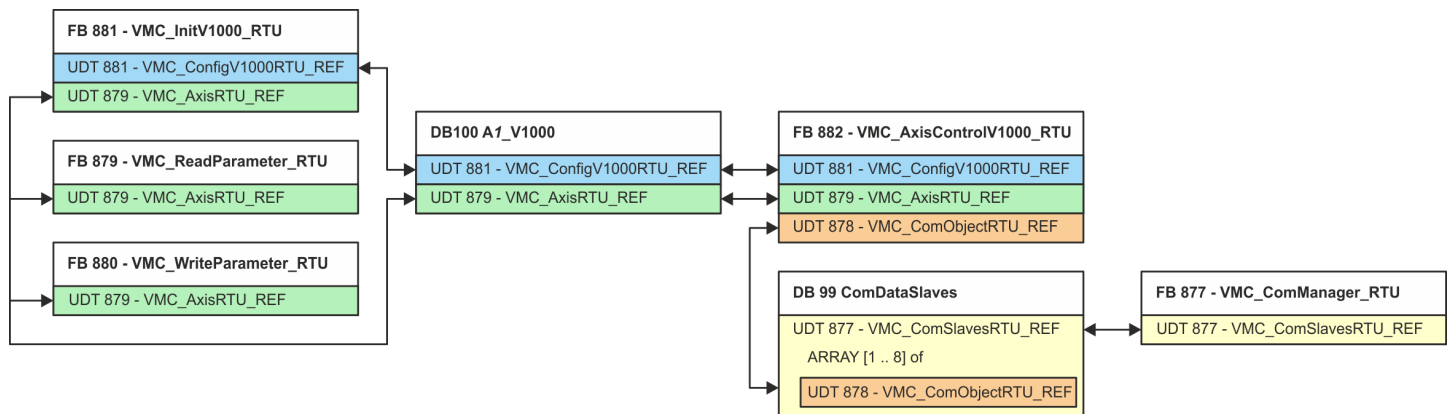 FB 881 - VMC_InitV1000_RTU
UDT 881 - VMC_ConfigV1000RTU_REF
UDT 879 - VMC_AxisRTU_REF
FB 879 - VMC_ReadParameter_RTU
UDT 879 - VMC_AxisRTU_REF
FB 880 - VMC_WriteParameter_RTU
UDT 879 - VMC_AxisRTU_REF
DB100 A1_V1000
UDT 881 - VMC_ConfigV1000RTU_REF
UDT 879 - VMC_AxisRTU_REF
FB 882 - VMC_AxisControlV1000_RTU
UDT 881 - VMC_ConfigV1000RTU_REF
UDT 879 - VMC_AxisRTU_REF
UDT 878 - VMC_ComObjectRTU_REF
DB 99 ComDataSlaves
UDT 877 - VMC_ComSlavesRTU_REF
ARRAY [1 .. 8] of
UDT 878 - VMC_ComObjectRTU_REF
FB 877 - VMC_ComManager_RTU
UDT 877 - VMC_ComSlavesRTU_REF